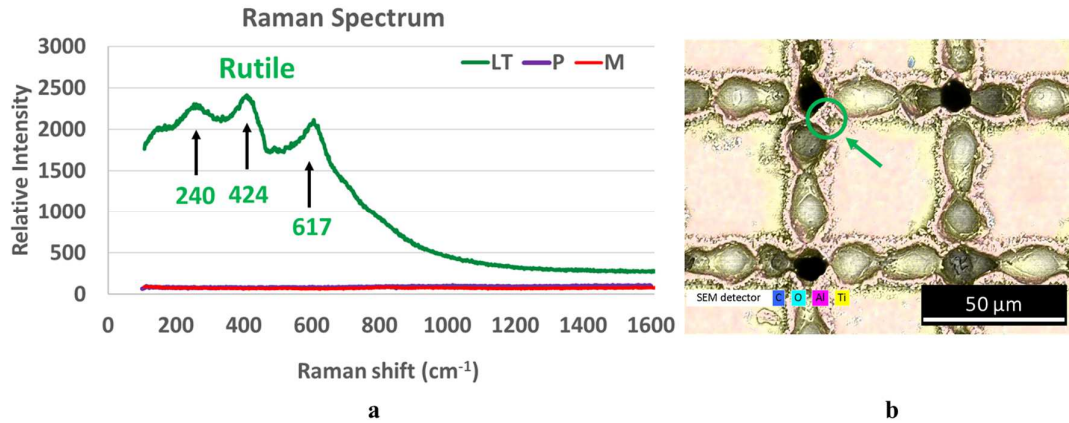 Raman Spectrum
3000
2500
2000
1500
1000
500
0
Relative Intensity
Rutile
LT P M
240
424
617
0 200 400 600 800 1000 1200 1400 1600
Raman shift (cm⁻¹)
a
SEM detector C O Al Ti
50 µm
b